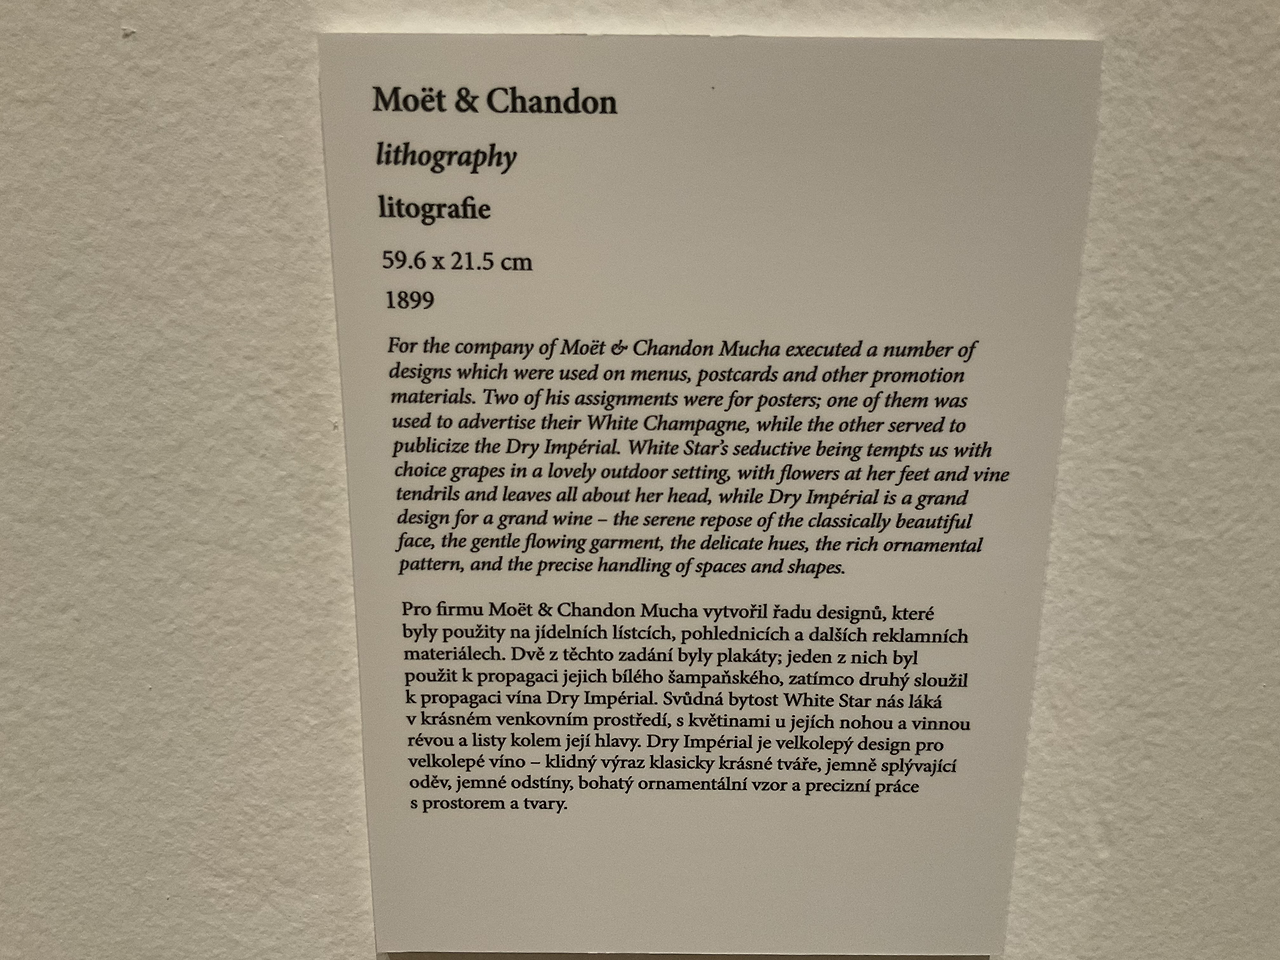 Moët & Chandon
lithography
litografie
59.6 x 21.5 cm
1899
For the company of Moët & Chandon Mucha executed a number of
designs which were used on menus, postcards and other promotion
materials. Two of his assignments were for posters; one of them was
used to advertise their White Champagne, while the other served to
publicize the Dry Impérial. White Star's seductive being tempts us with
choice grapes in a lovely outdoor setting, with flowers at her feet and vine
tendrils and leaves all about her head, while Dry Impérial is a grand
design for a grand wine – the serene repose of the classically beautiful
face, the gentle flowing garment, the delicate hues, the rich ornamental
pattern, and the precise handling of spaces and shapes.
Pro firmu Moët & Chandon Mucha vytvořil řadu designů, které
byly použity na jídelních lístcích, pohlednicích a dalších reklamních
materiálech. Dvě z těchto zadání byly plakáty; jeden z nich byl
použit k propagaci jejich bílého šampaňského, zatímco druhý sloužil
k propagaci vína Dry Impérial. Svůdná bytost White Star nás láká
v krásném venkovním prostředí, s květinami u jejích nohou a vinnou
révou a listy kolem její hlavy. Dry Impérial je velkolepý design pro
velkolepé víno – klidný výraz klasicky krásné tváře, jemně splývající
oděv, jemné odstíny, bohatý ornamentální vzor a precizní práce
s prostorem a tvary.